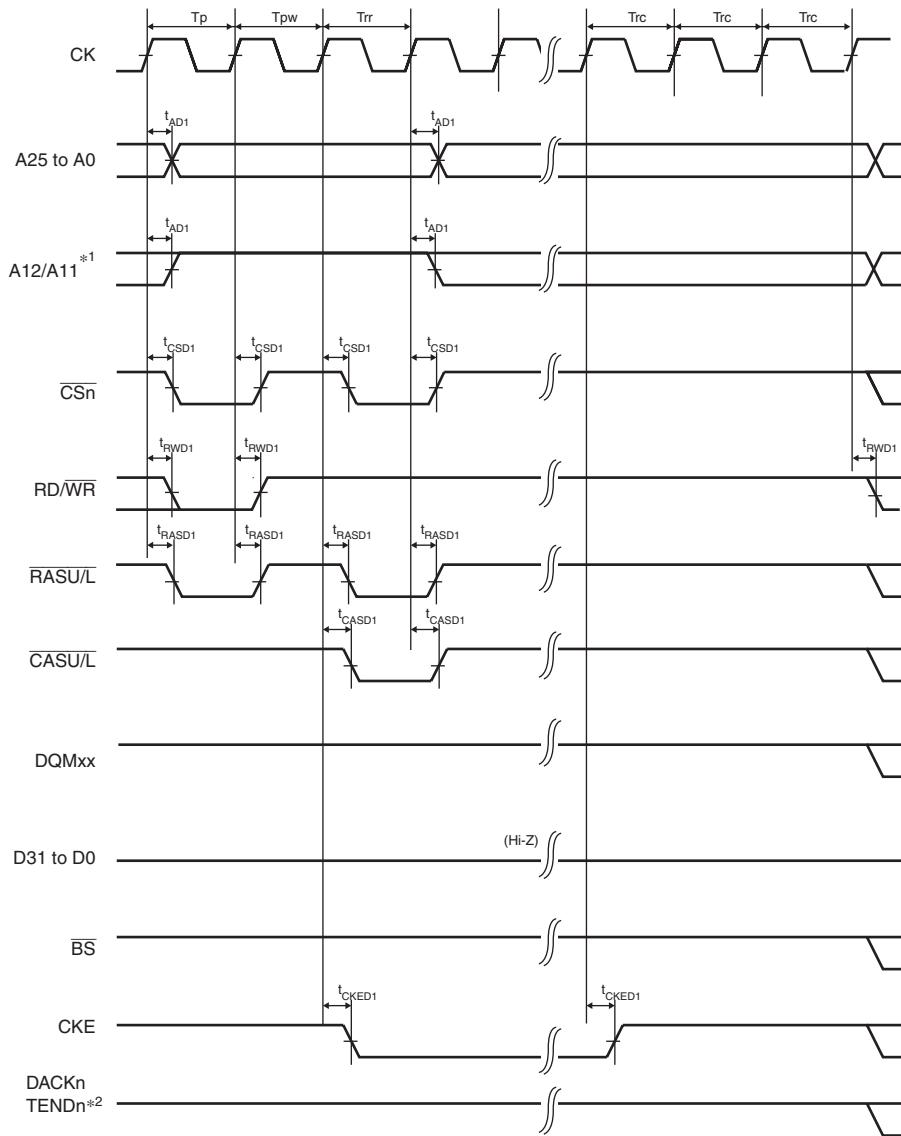 Tp Tpw Trr Trc Trc Trc
CK
tAD1 tAD1
A25 to A0
tAD1 tAD1
A12/A11*1
tCSD1 tCSD1 tCSD1 tCSD1
CSn
tRWD1 tRWD1 tRWD1
RD/WR
tRASD1 tRASD1 tRASD1 tRASD1
RASU/L
tCASD1 tCASD1
CASU/L
DQMxx
(Hi-Z)
D31 to D0
BS
tCKED1 tCKED1
CKE
DACKn
TENDn*2